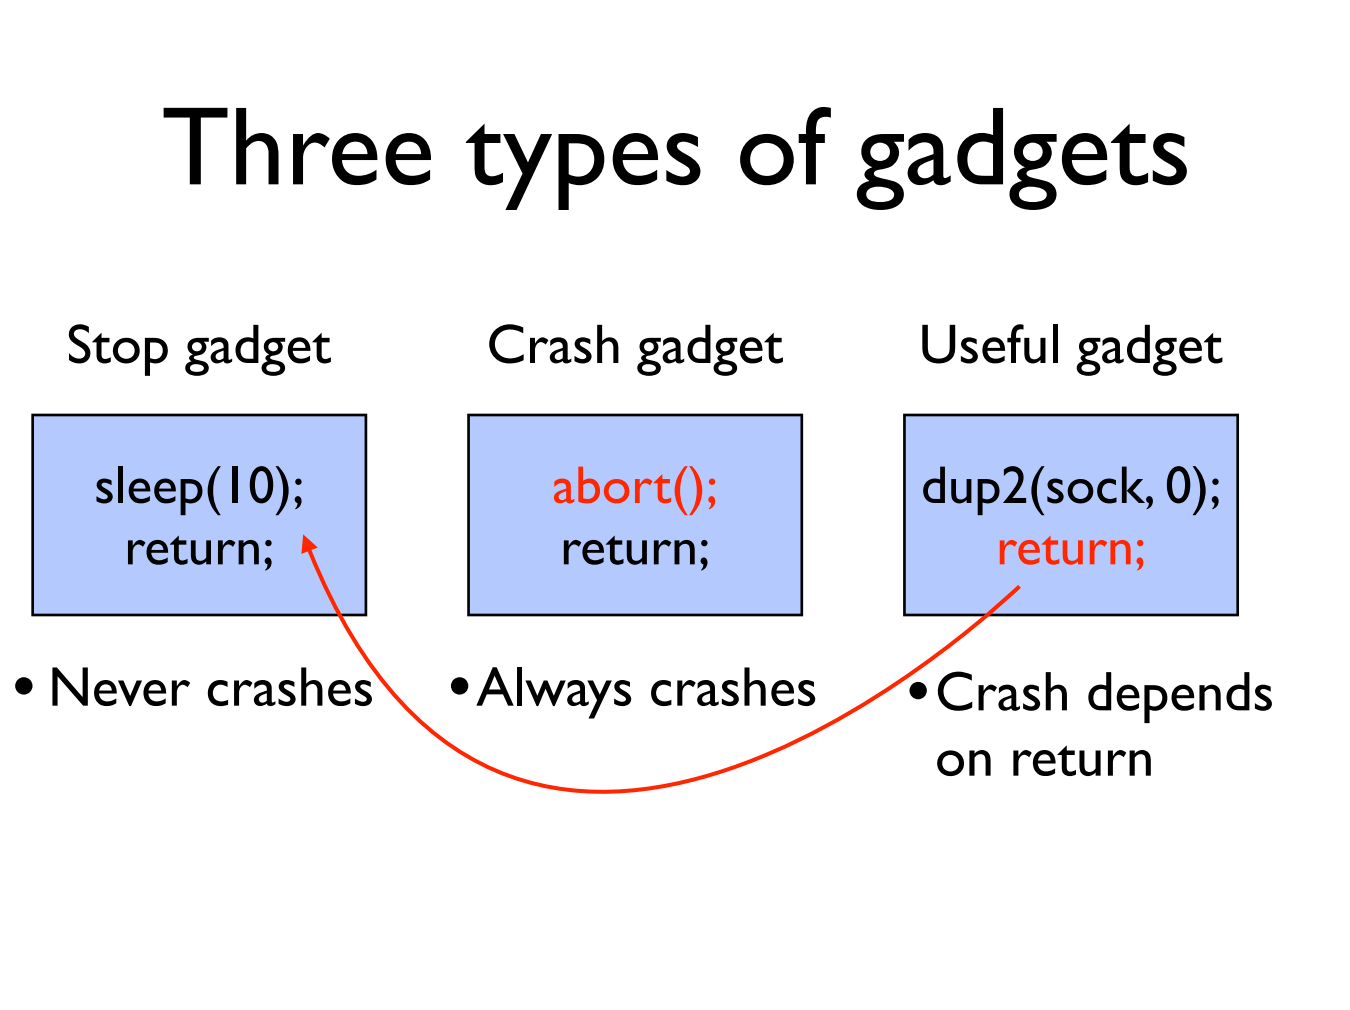 Three types of gadgets
Stop gadget
sleep(10);
return;
• Never crashes
Crash gadget
abort();
return;
• Always crashes
Useful gadget
dup2(sock, 0);
return;
• Crash depends
on return